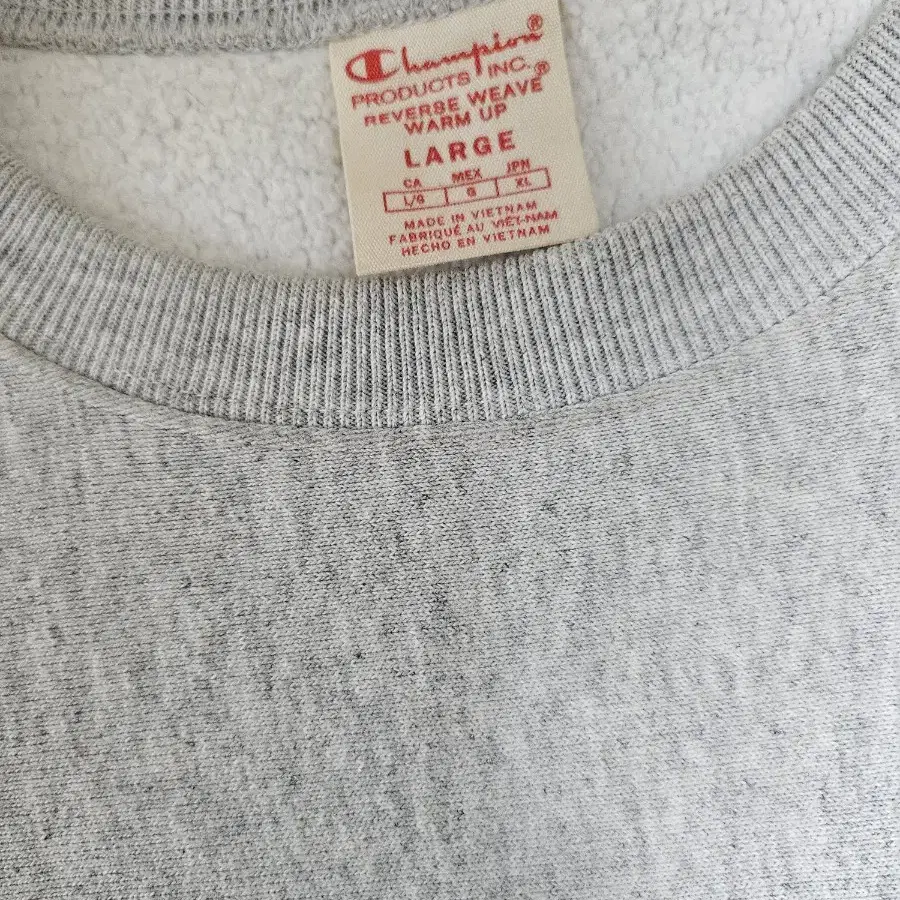 Champion®
PRODUCTS INC.
REVERSE WEAVE®
WARM UP
LARGE
CA MEX JPN
L/G G XL
MADE IN VIETNAM
FABRIQUÉ AU VIÊT-NAM
HECHO EN VIETNAM